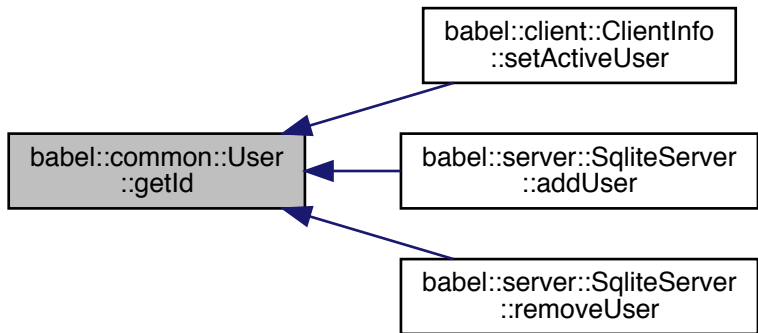 babel::client::ClientInfo
::setActiveUser
babel::common::User
::getId
babel::server::SqliteServer
::addUser
babel::server::SqliteServer
::removeUser